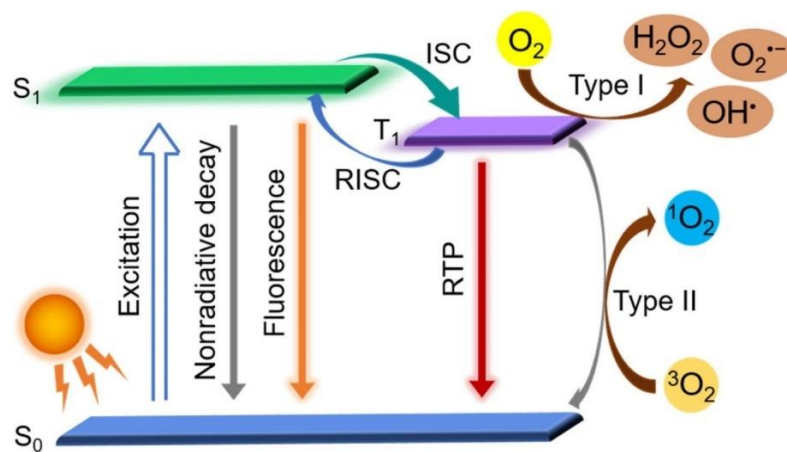 S₁
ISC
O₂
H₂O₂
O₂•−
Type I
OH•
T₁
RISC
Excitation
Nonradiative decay
Fluorescence
RTP
¹O₂
Type II
³O₂
S₀